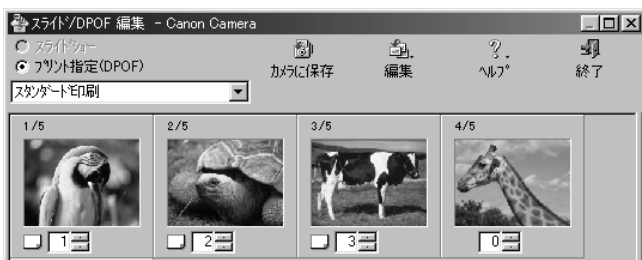 スライド/DPOF 編集 - Canon Camera
スライドショー
プリント指定(DPOF)
スタンダード印刷
カメラに保存
編集
ヘルプ
終了
1/5
2/5
3/5
4/5
1
2
3
0